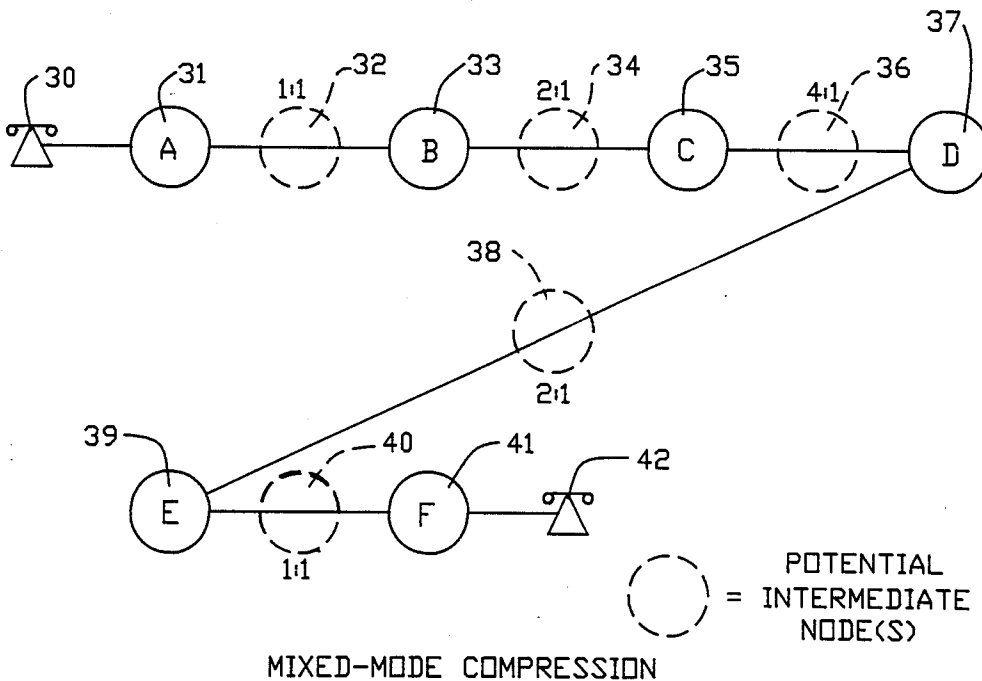 37
30 31 32 33 34 35 36
1:1 2:1 4:1
A B C D
38
2:1
39 40 41 42
E F
1:1
POTENTIAL
= INTERMEDIATE
NODE(S)
MIXED-MODE COMPRESSION